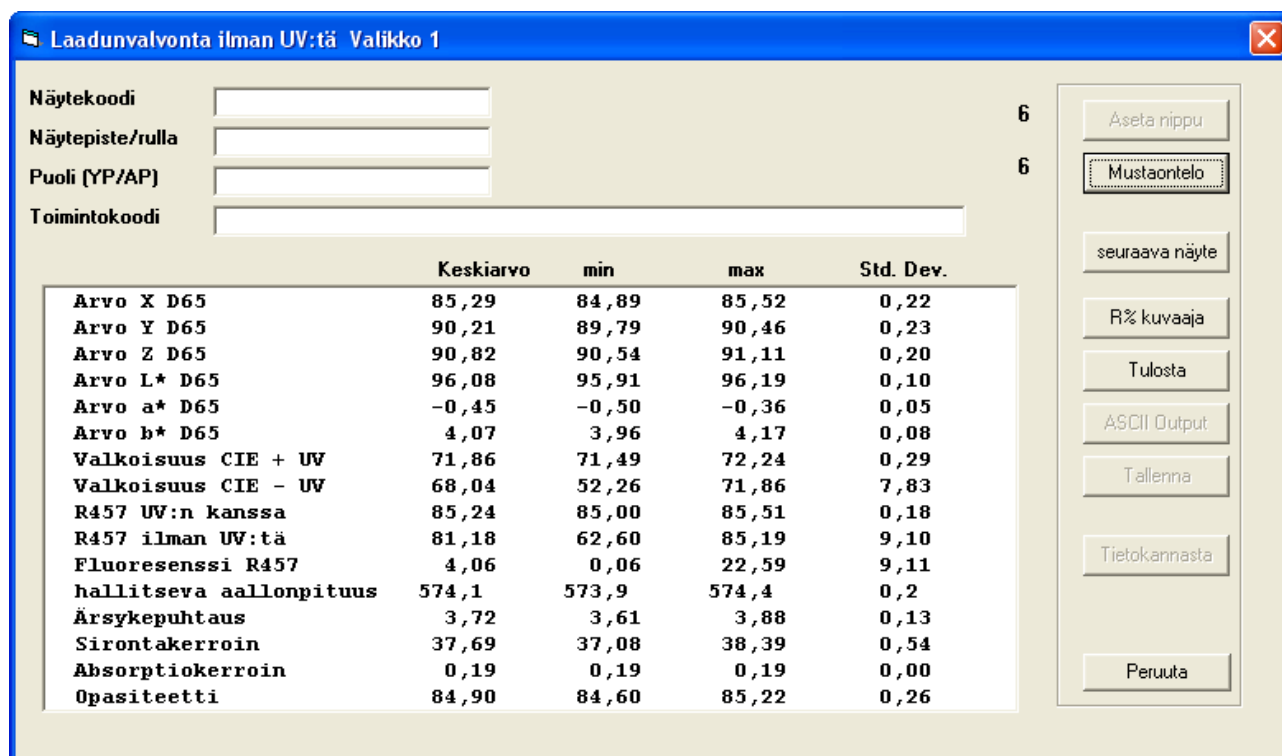 Laadunvalvonta ilman UV:tä Valikko 1
Näytekoodi
6
Aseta nippu
Näytepiste/rulla
Puoli (YP/AP)
6
Mustaontelo
Toimintokoodi
seuraava näyte
Keskiarvo min max Std. Dev.
Arvo X D65 85,29 84,89 85,52 0,22
Arvo Y D65 90,21 89,79 90,46 0,23
Arvo Z D65 90,82 90,54 91,11 0,20
Arvo L* D65 96,08 95,91 96,19 0,10
Arvo a* D65 -0,45 -0,50 -0,36 0,05
Arvo b* D65 4,07 3,96 4,17 0,08
Valkoisuus CIE + UV 71,86 71,49 72,24 0,29
Valkoisuus CIE - UV 68,04 52,26 71,86 7,83
R457 UV:n kanssa 85,24 85,00 85,51 0,18
R457 ilman UV:tä 81,18 62,60 85,19 9,10
Fluoresenssi R457 4,06 0,06 22,59 9,11
hallitseva aallonpituus 574,1 573,9 574,4 0,2
Ärsykepuhtaus 3,72 3,61 3,88 0,13
Sirontakerroin 37,69 37,08 38,39 0,54
Absorptiokerroin 0,19 0,19 0,19 0,00
Opasiteetti 84,90 84,60 85,22 0,26
R% kuvaaja
Tulosta
ASCII Output
Tallenna
Tietokannasta
Peruuta